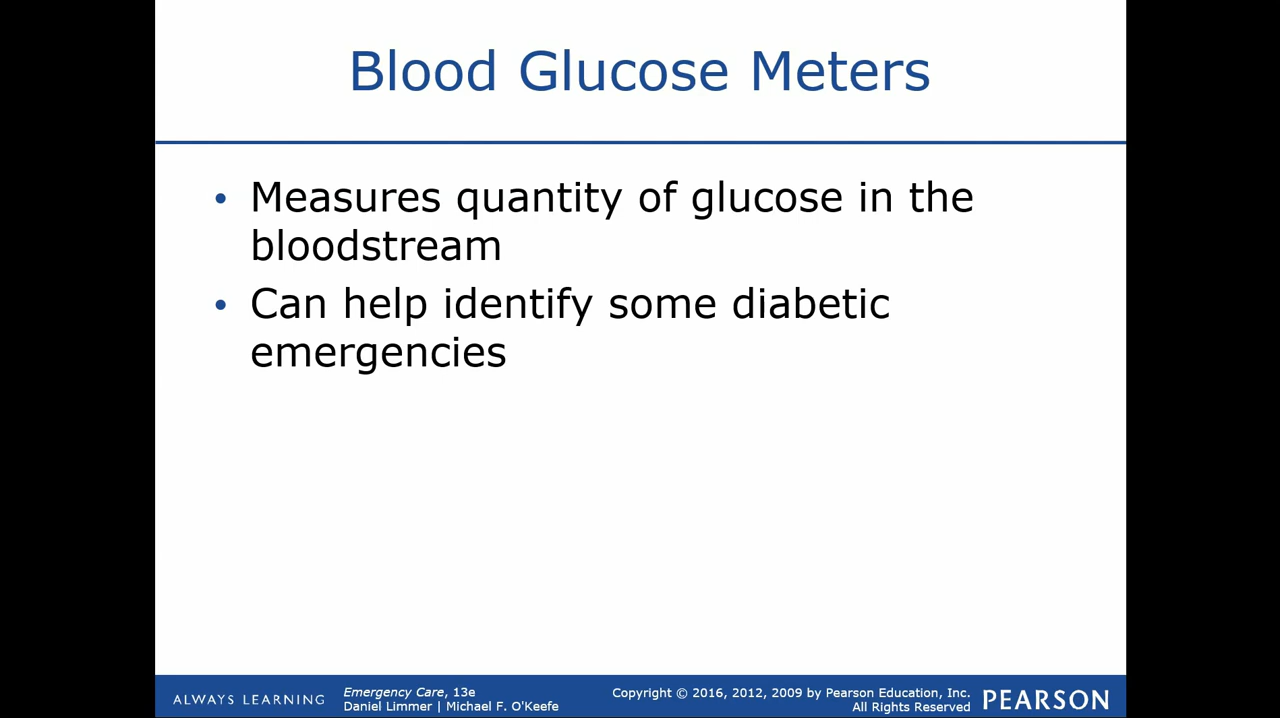 Blood Glucose Meters
• Measures quantity of glucose in the
bloodstream
• Can help identify some diabetic
emergencies
ALWAYS LEARNING
Emergency Care, 13e
Daniel Limmer | Michael F. O'Keefe
Copyright © 2016, 2012, 2009 by Pearson Education, Inc.
All Rights Reserved
PEARSON